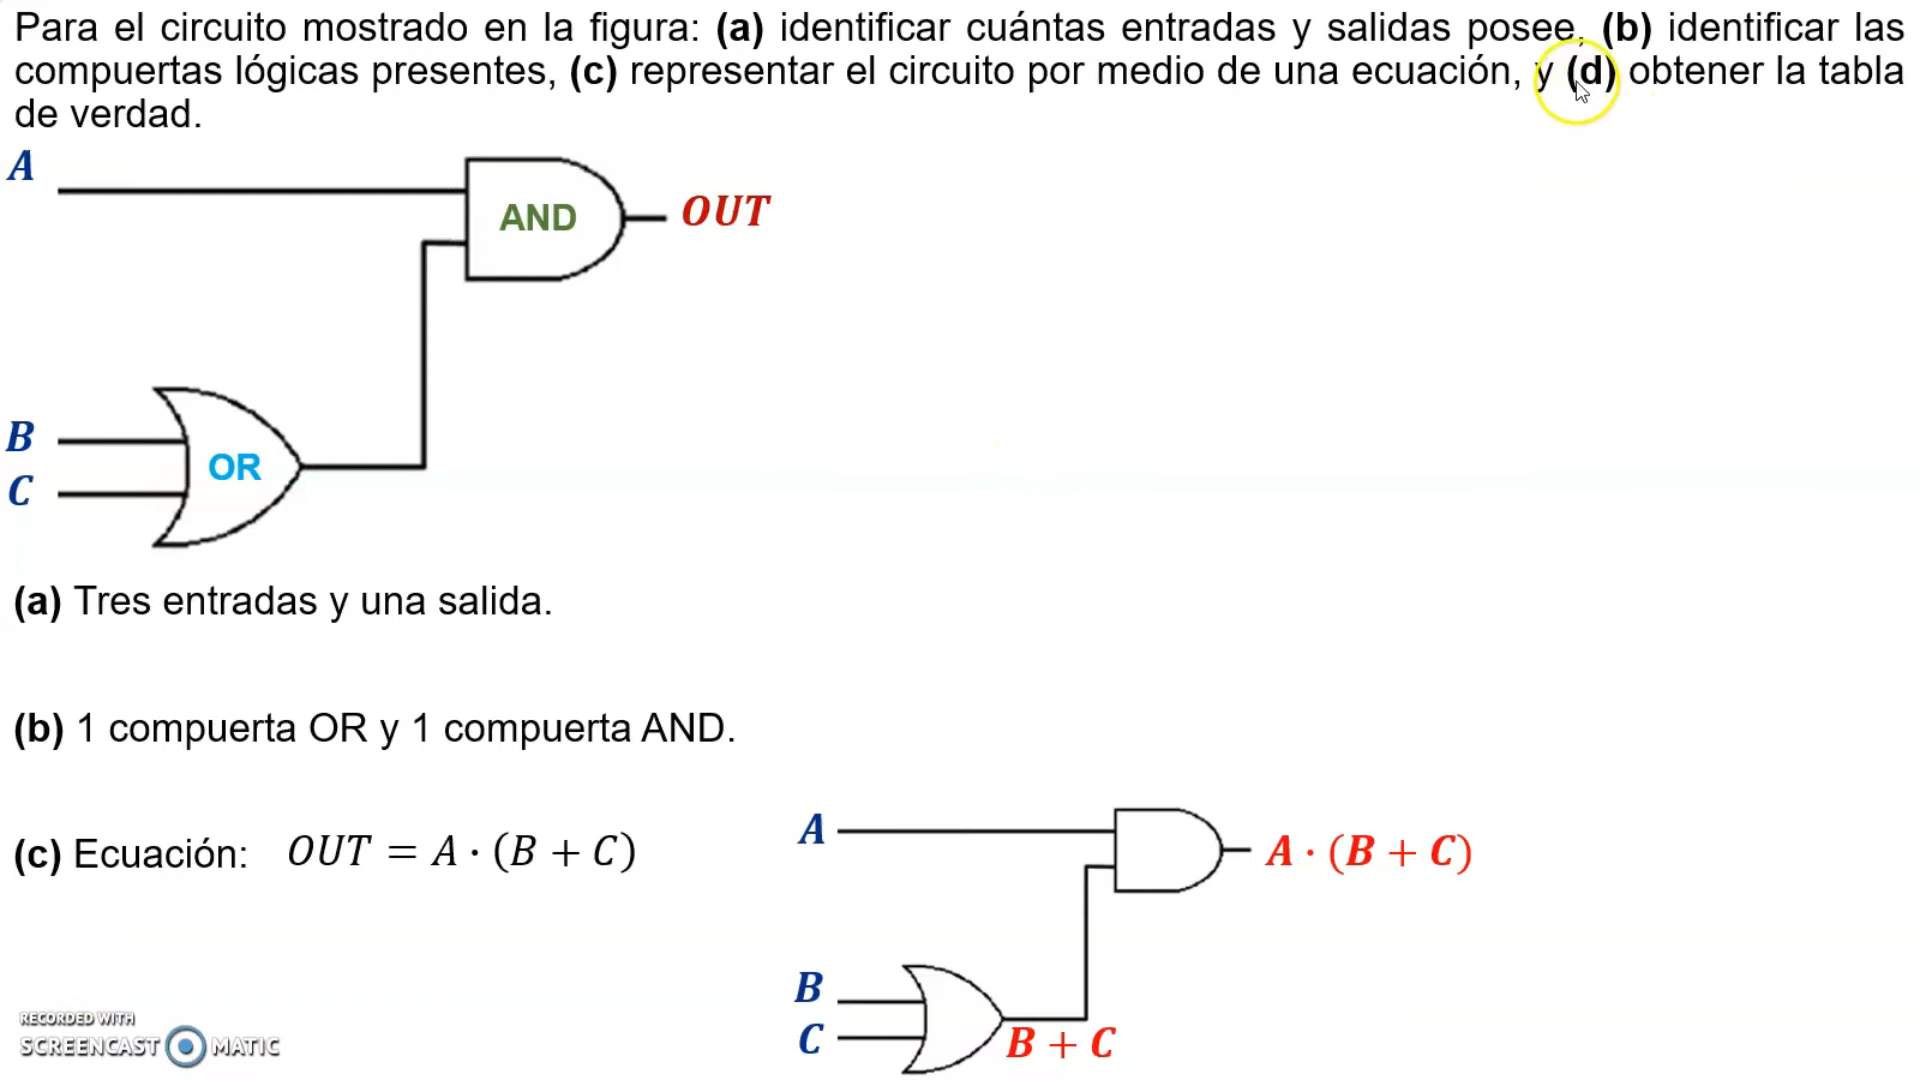 Para el circuito mostrado en la figura: (a) identificar cuántas entradas y salidas posee, (b) identificar las
compuertas lógicas presentes, (c) representar el circuito por medio de una ecuación, y (d) obtener la tabla
de verdad.
A
AND
OUT
B
OR
C
(a) Tres entradas y una salida.
(b) 1 compuerta OR y 1 compuerta AND.
(c) Ecuación: OUT = A · (B + C)
A
A · (B + C)
B
C
B + C
RECORDED WITH
SCREENCAST MATIC